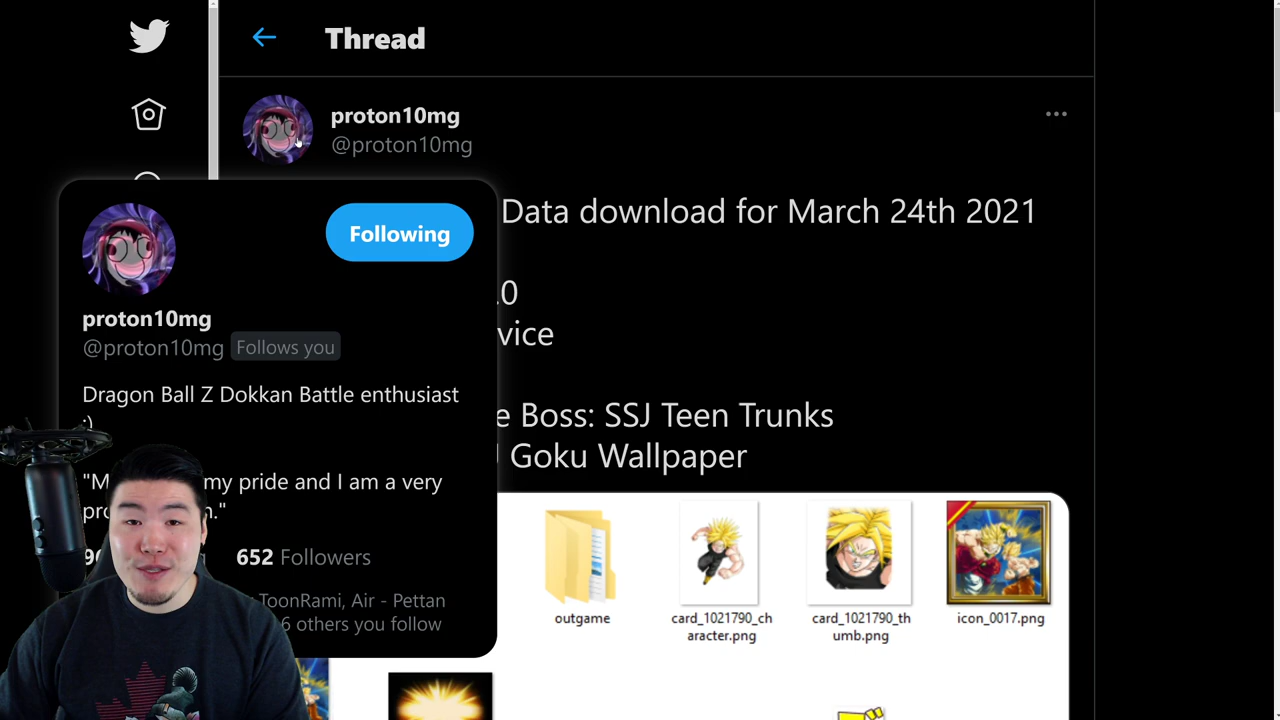 Thread
proton10mg
@proton10mg
Data download for March 24th 2021
.0
vice
e Boss: SSJ Teen Trunks
Goku Wallpaper
Following
proton10mg
@proton10mg Follows you
Dragon Ball Z Dokkan Battle enthusiast
:)
my pride and I am a very
652 Followers
ToonRami, Air - Pettan
6 others you follow
outgame
card_1021790_ch
aracter.png
card_1021790_th
umb.png
icon_0017.png